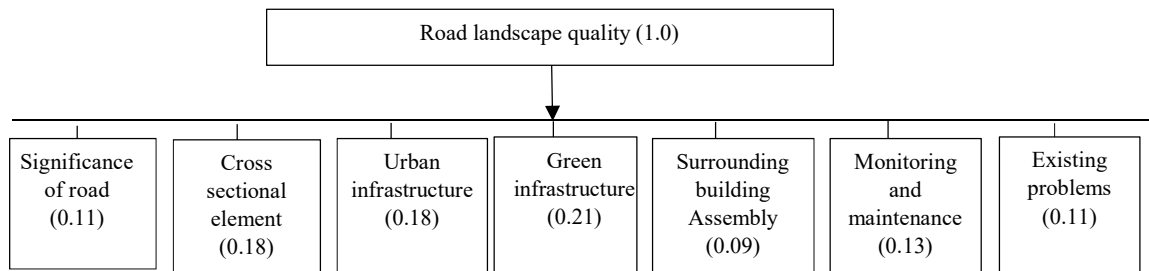 Road landscape quality (1.0)
Significance
of road
(0.11)
Cross
sectional
element
(0.18)
Urban
infrastructure
(0.18)
Green
infrastructure
(0.21)
Surrounding
building
Assembly
(0.09)
Monitoring
and
maintenance
(0.13)
Existing
problems
(0.11)